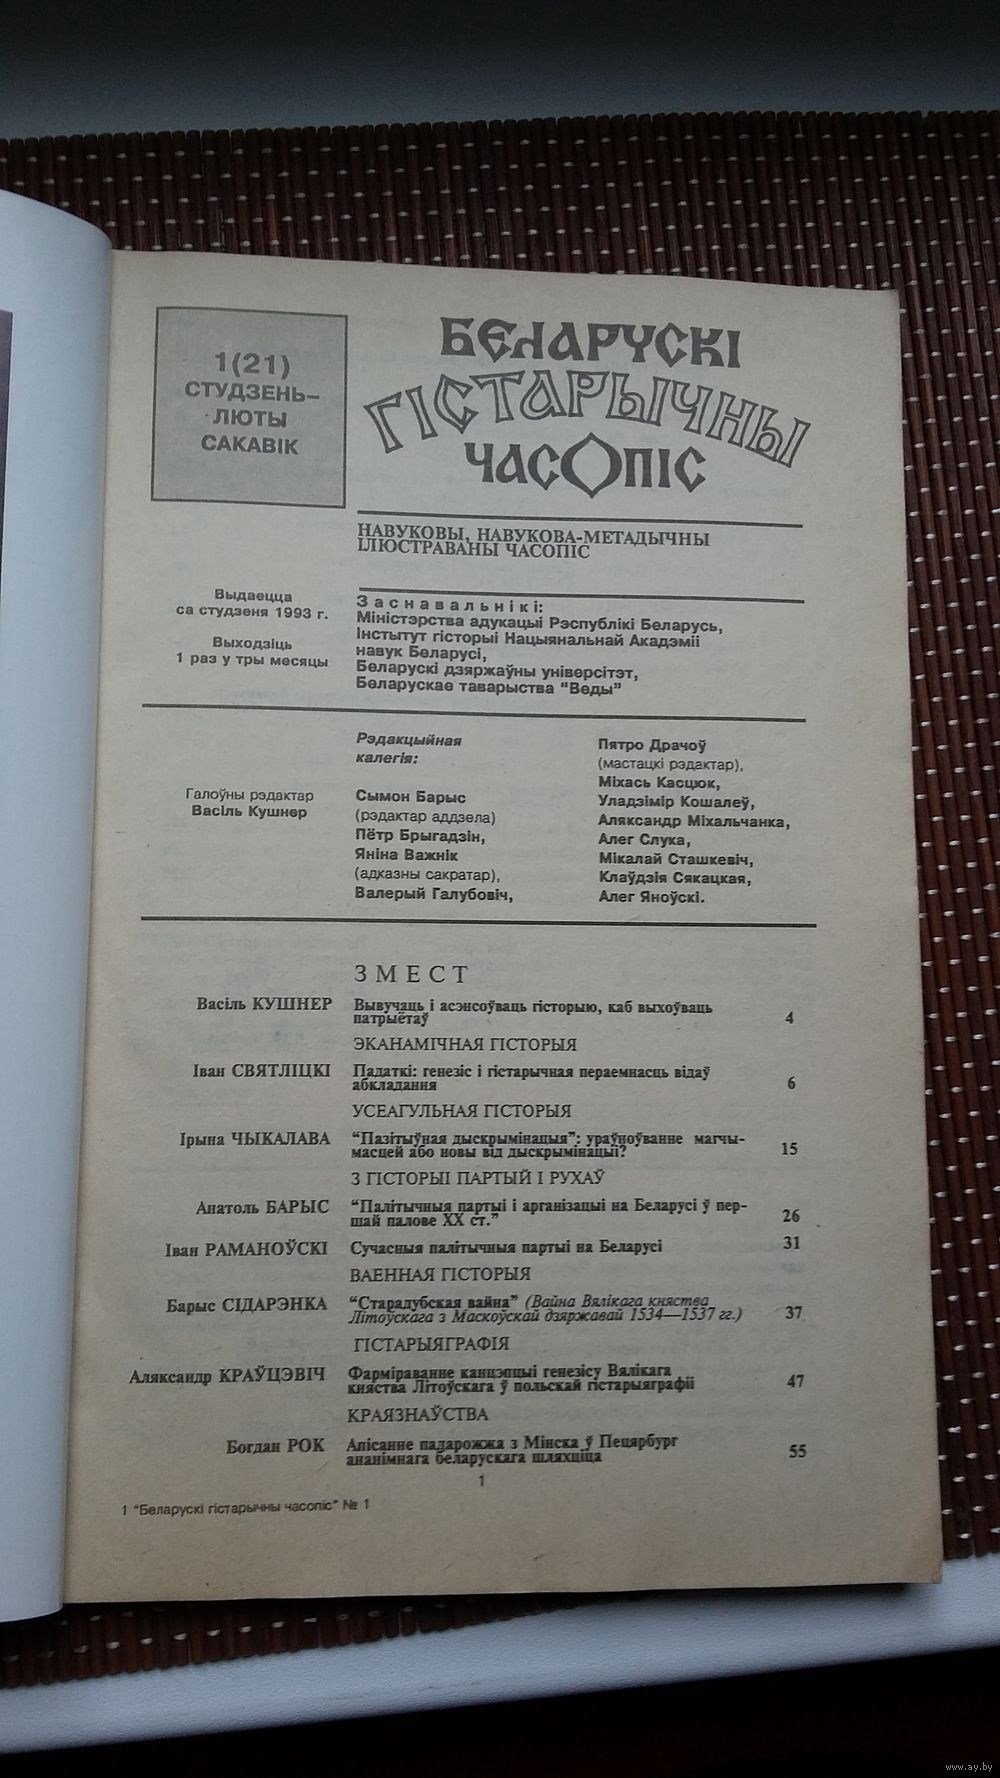 1(21)
СТУДЗЕНЬ–
ЛЮТЫ
САКАВІК
БЕЛАРУСКІ
ГІСТАРЫЧНЫ
ЧАСОПІС
НАВУКОВЫ, НАВУКОВА-МЕТАДЫЧНЫ
ІЛЮСТРАВАНЫ ЧАСОПІС
Выдаецца
са студзеня 1993 г.
Выходзіць
1 раз у тры месяцы
Заснавальнікі:
Міністэрства адукацыі Рэспублікі Беларусь,
Інстытут гісторыі Нацыянальнай Акадэміі
навук Беларусі,
Беларускі дзяржаўны універсітэт,
Беларускае таварыства “Веды”
Галоўны рэдактар
Васіль Кушнер
Рэдакцыйная
калегія:
Сымон Барыс
(рэдактар аддзела)
Пётр Брыгадзін,
Яніна Важнік
(адказны сакратар),
Валерый Галубовіч,
Пятро Драчоў
(мастацкі рэдактар),
Міхась Касцюк,
Уладзімір Кошалеў,
Аляксандр Міхальчанка,
Алег Слука,
Мікалай Сташкевіч,
Клаўдзія Сякацкая,
Алег Яноўскі.
ЗМЕСТ
Васіль КУШНЕР Вывучаць і асэнсоўваць гісторыю, каб выхоўваць
патрыётаў 4
ЭКАНАМІЧНАЯ ГІСТОРЫЯ
Іван СВЯТЛІЦКІ Падаткі: генезіс і гістарычная пераемнасць відаў
абкладання 6
УСЕАГУЛЬНАЯ ГІСТОРЫЯ
Ірына ЧЫКАЛАВА “Пазітыўная дыскрымінацыя”: ураўноўванне магчы-
масцей або новы від дыскрымінацыі? 15
З ГІСТОРЫІ ПАРТЫЙ І РУХАЎ
Анатоль БАРЫС “Палітычныя партыі і арганізацыі на Беларусі ў пер-
шай палове XX ст.” 26
Іван РАМАНОЎСКІ Сучасныя палітычныя партыі на Беларусі 31
ВАЕННАЯ ГІСТОРЫЯ
Барыс СІДАРЭНКА “Старадубская вайна” (Вайна Вялікага княства
Літоўскага з Маскоўскай дзяржавай 1534—1537 гг.) 37
ГІСТАРЫЯГРАФІЯ
Аляксандр КРАЎЦЭВІЧ Фарміраванне канцэпцыі генезісу Вялікага
княства Літоўскага ў польскай гістарыяграфіі 47
КРАЯЗНАЎСТВА
Богдан РОК Апісанне падарожжа з Мінска ў Пецярбург
ананімнага беларускага шляхціца 55
1
1 “Беларускі гістарычны часопіс” № 1
www.ay.by